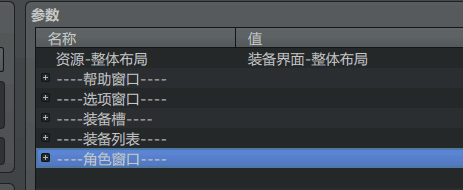 参数
名称 值
资源-整体布局 装备界面-整体布局
----帮助窗口----
----选项窗口----
----装备槽----
----装备列表----
----角色窗口----